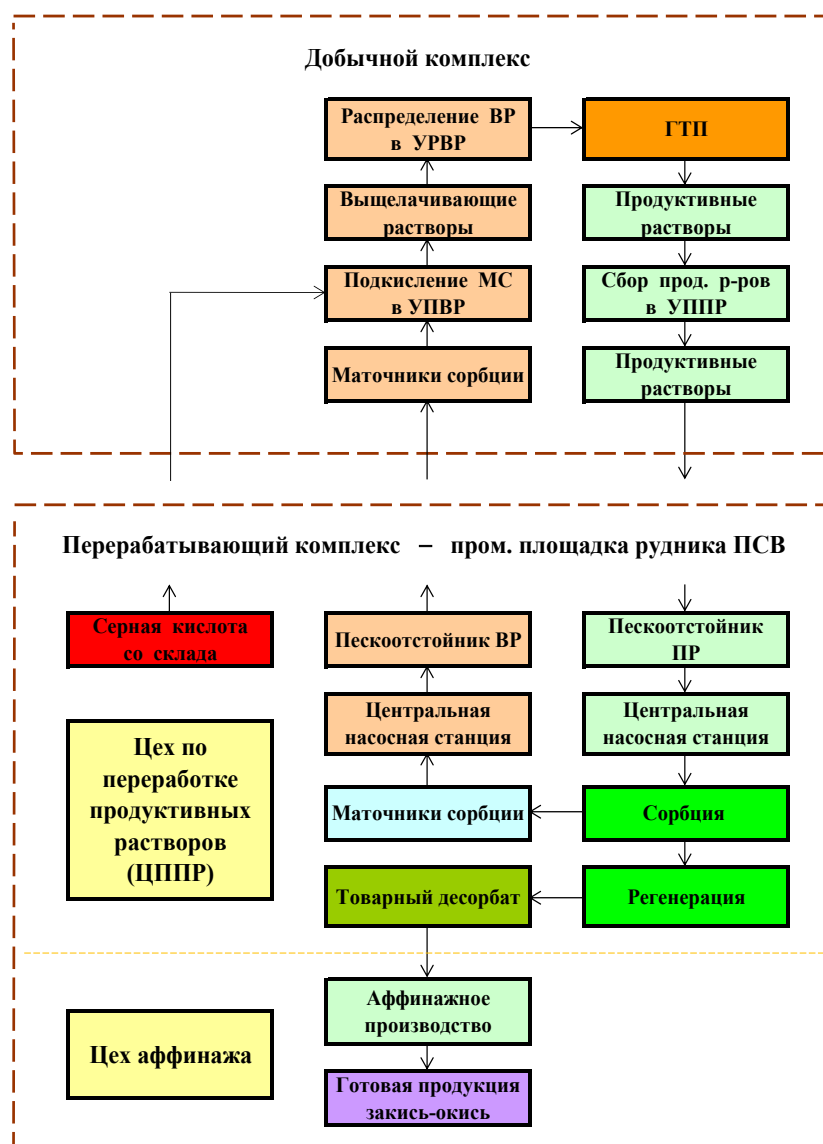 Добычной комплекс
Распределение ВР
в УРВР
ГТП
Выщелачивающие
растворы
Продуктивные
растворы
Подкисление МС
в УПВР
Сбор прод. р-ров
в УППР
Маточники сорбции
Продуктивные
растворы
Перерабатывающий комплекс – пром. площадка рудника ПСВ
Серная кислота
со склада
Пескоотстойник ВР
Пескоотстойник
ПР
Цех по
переработке
продуктивных
растворов
(ЦППР)
Центральная
насосная станция
Центральная
насосная станция
Маточники сорбции
Сорбция
Товарный десорбат
Регенерация
Цех аффинажа
Аффинажное
производство
Готовая продукция
закись-окись